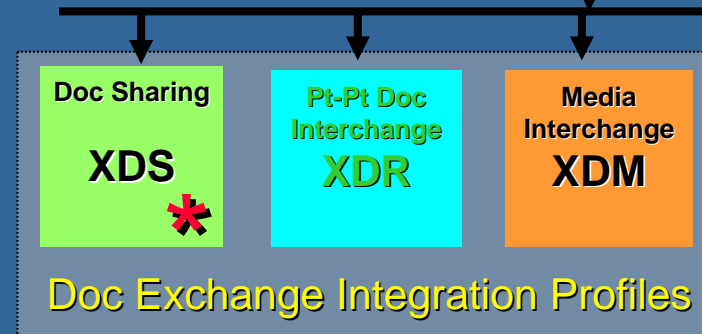 Doc Sharing
XDS
*
Pt-Pt Doc
Interchange
XDR
Media
Interchange
XDM
Doc Exchange Integration Profiles